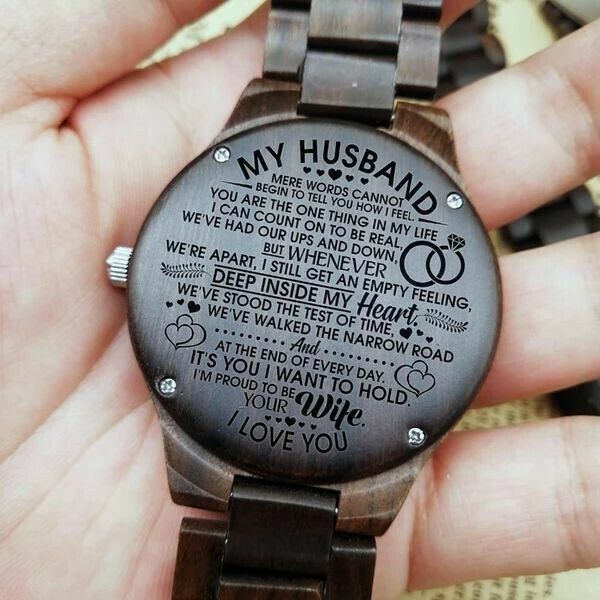 MY HUSBAND
MERE WORDS CANNOT
BEGIN TO TELL YOU HOW I FEEL.
YOU ARE THE ONE THING IN MY LIFE
I CAN COUNT ON TO BE REAL,
WE'VE HAD OUR UPS AND DOWN,
BUT WHENEVER
WE'RE APART, I STILL GET AN EMPTY FEELING,
DEEP INSIDE MY Heart.
WE'VE STOOD THE TEST OF TIME,
WE'VE WALKED THE NARROW ROAD
And
AT THE END OF EVERY DAY.
IT'S YOU I WANT TO HOLD.
I'M PROUD TO BE
YOUR Wife.
I LOVE YOU